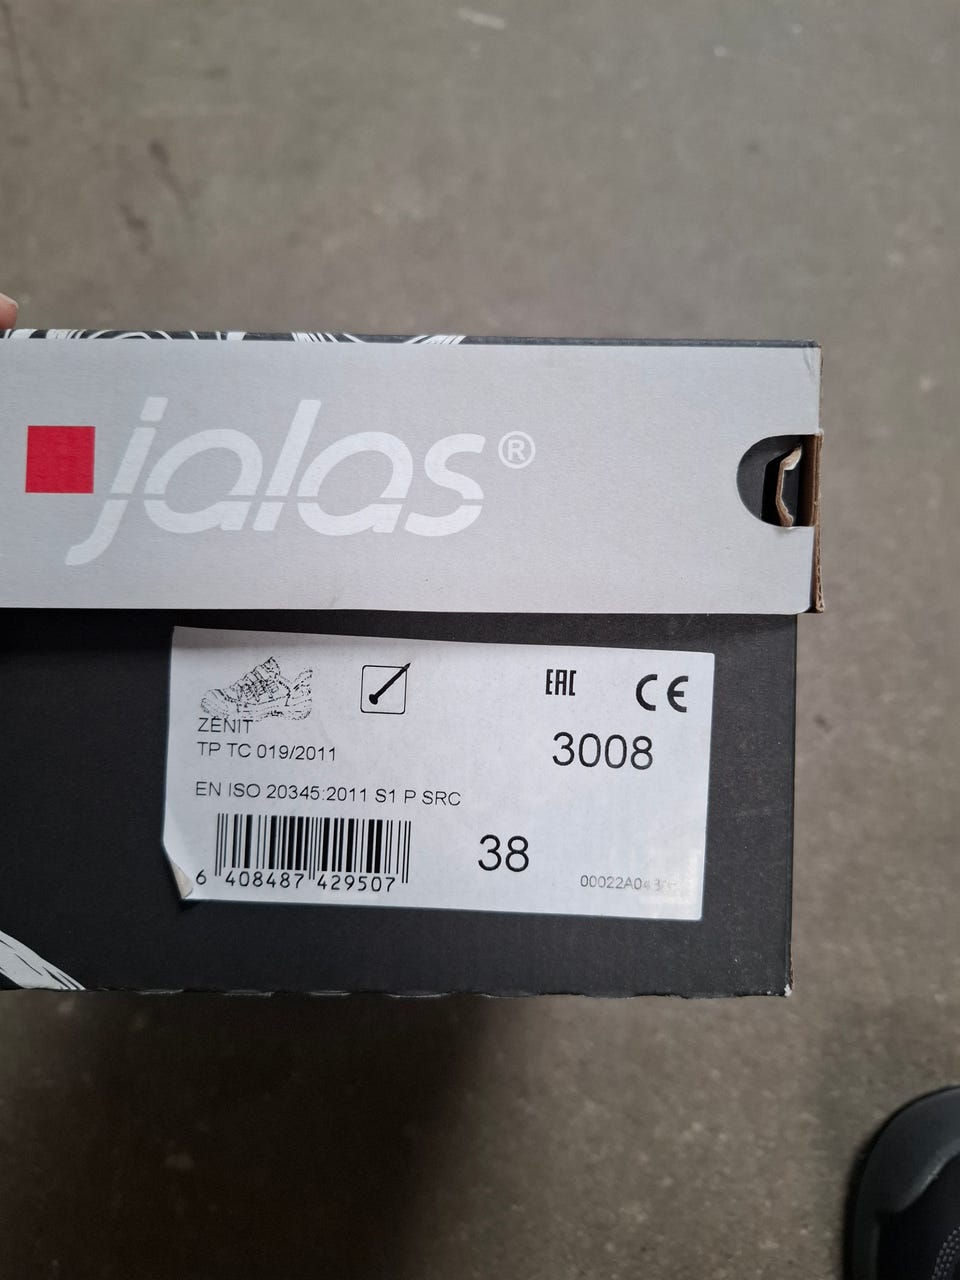 jalas®
EAC CE
ZENIT
TP TC 019/2011
3008
EN ISO 20345:2011 S1 P SRC
38
6 408487 429507